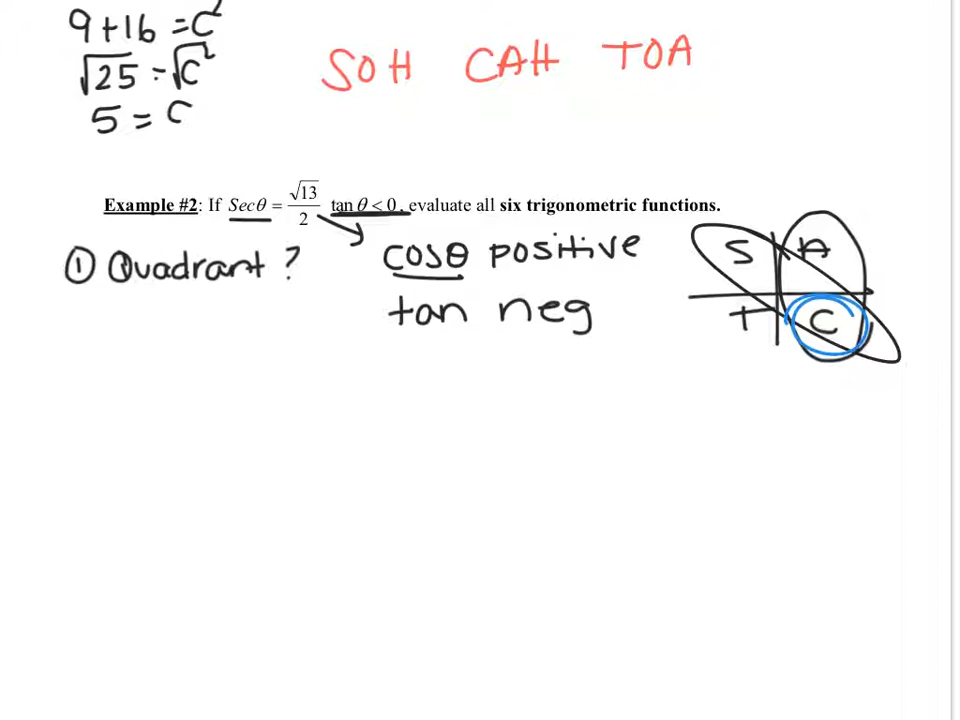 9+16 = c²
√25 = √c²
5 = c
SOH CAH TOA
Example #2: If Secθ = √13/2 tan θ < 0, evaluate all six trigonometric functions.
① Quadrant ?
cosθ positive
tan neg
S A
T C